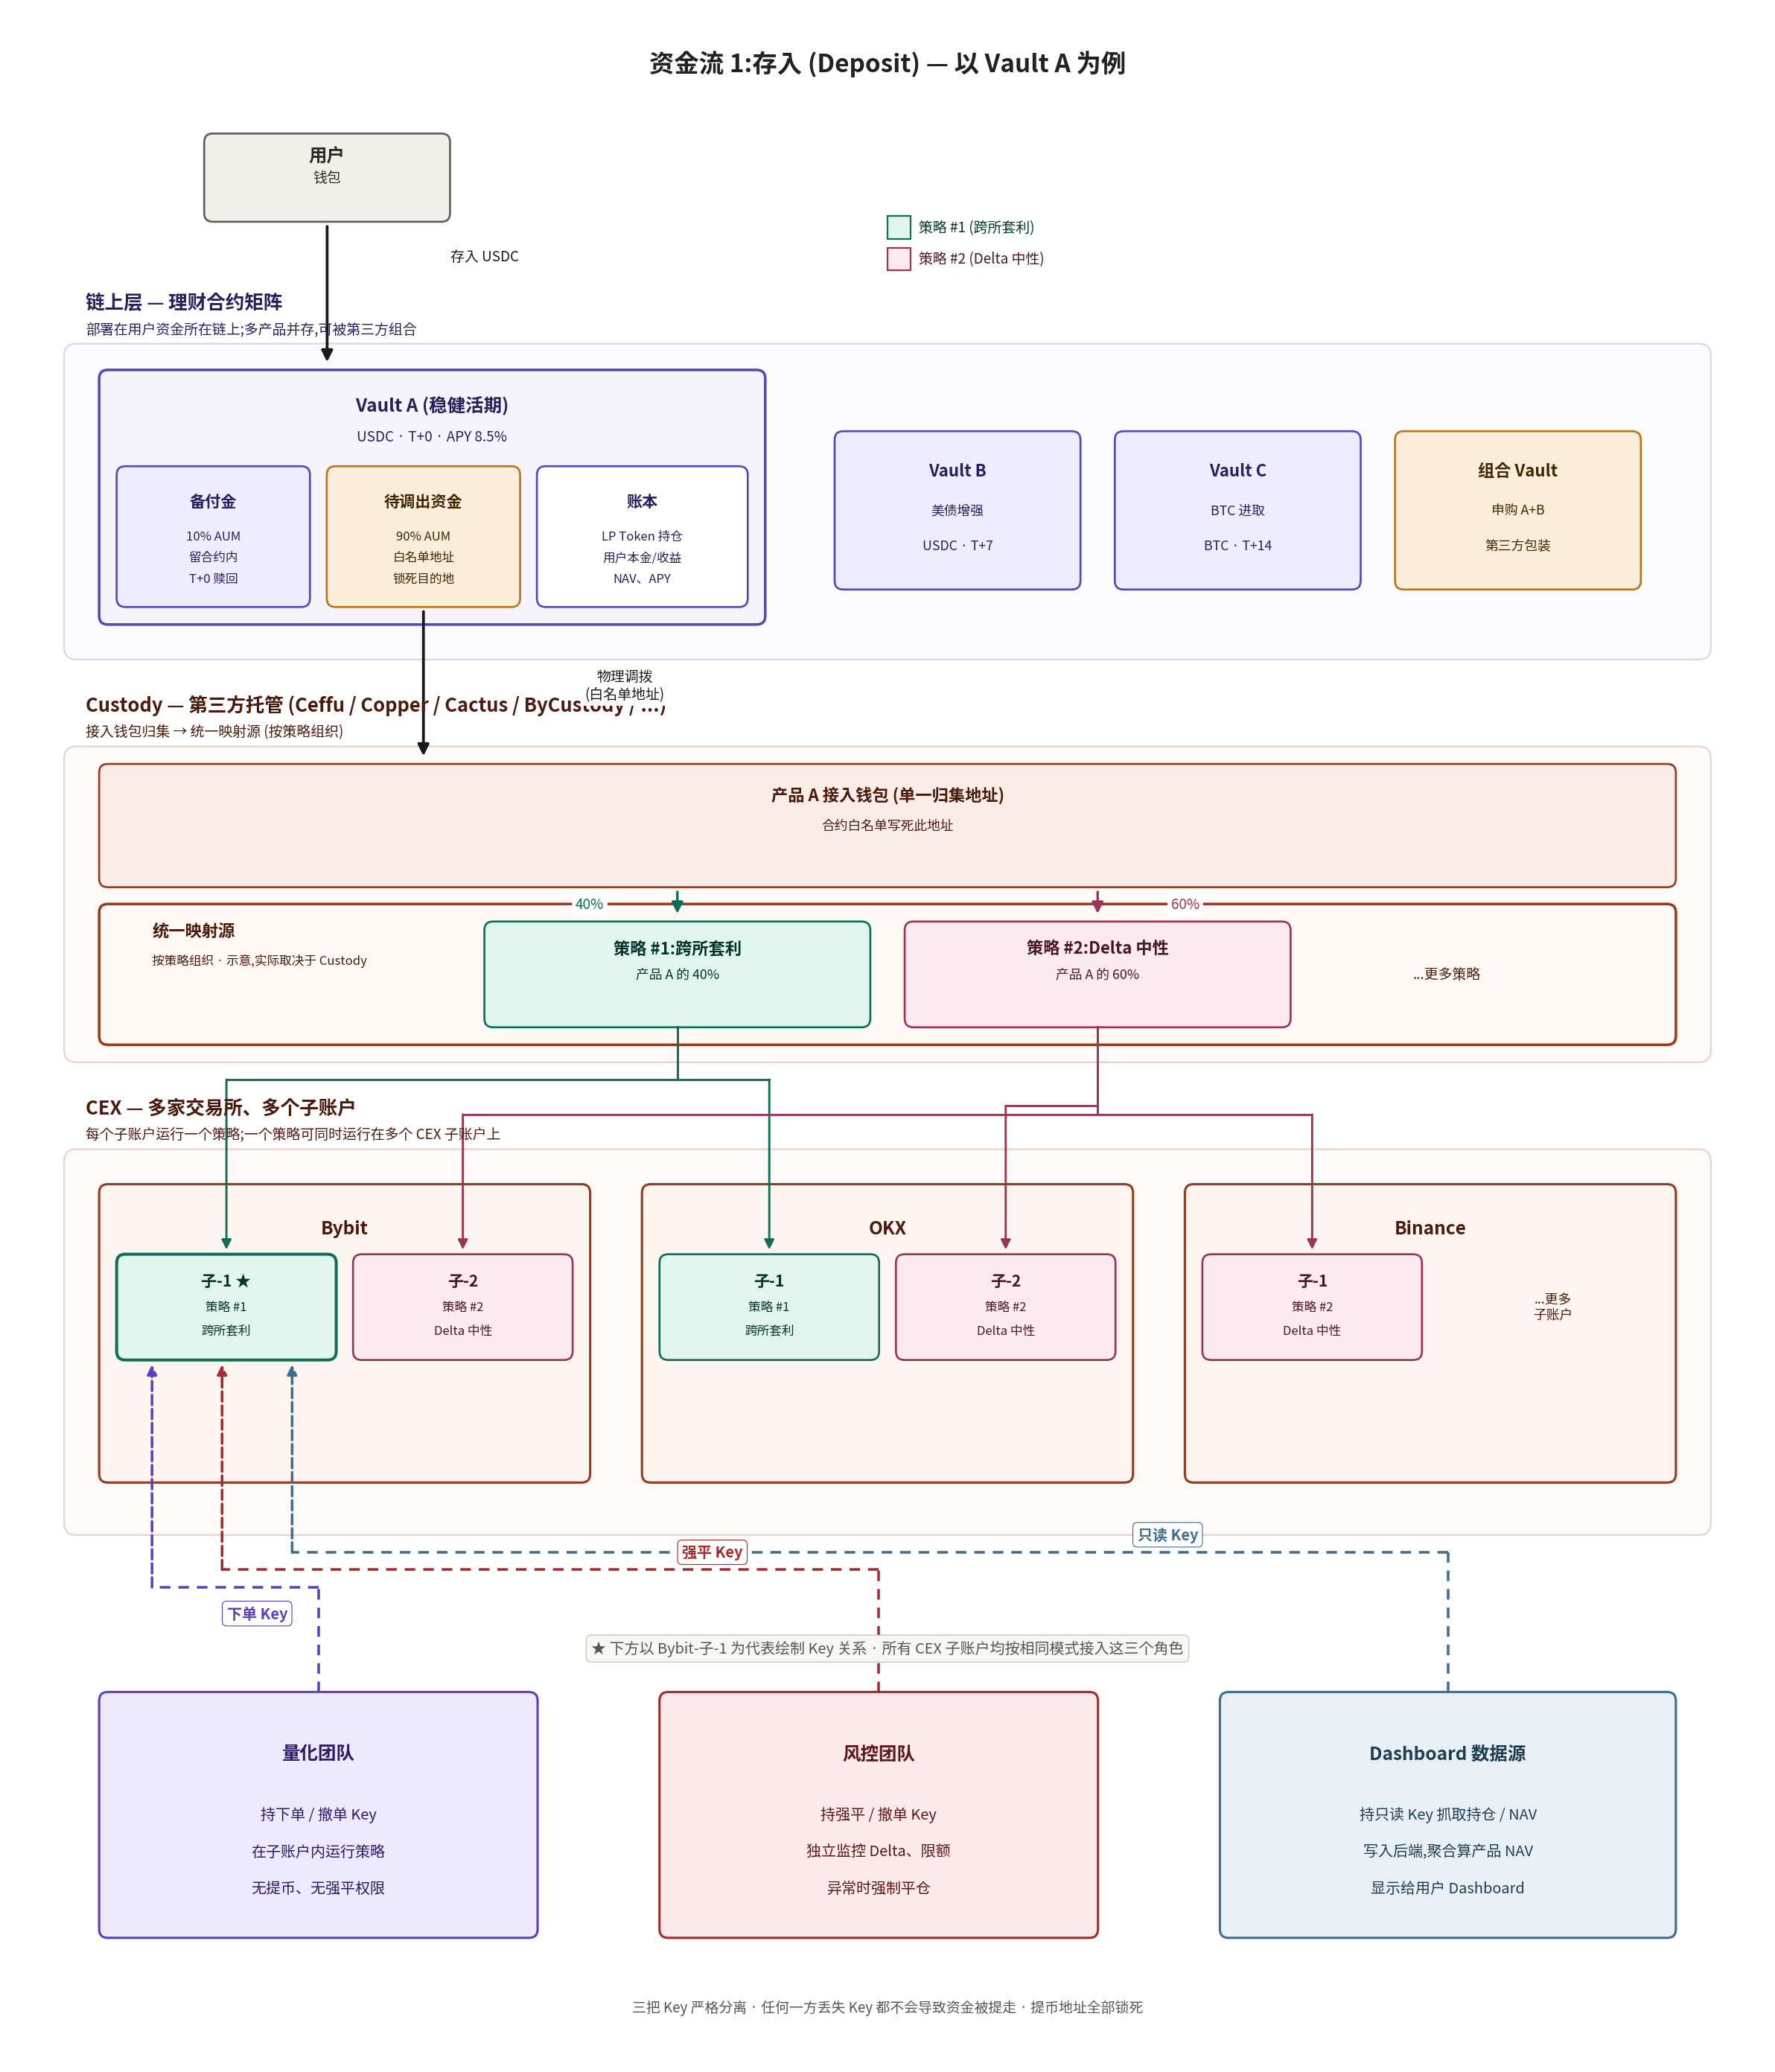 资金流 1:存入 (Deposit) — 以 Vault A 为例
用户
钱包
存入 USDC
策略 #1 (跨所套利)
策略 #2 (Delta 中性)
链上层 — 理财合约矩阵
部署在用户资金所在链上;多产品并存,可被第三方组合
Vault A (稳健活期)
USDC · T+0 · APY 8.5%
备付金
10% AUM
留合约内
T+0 赎回
待调出资金
90% AUM
白名单地址
锁死目的地
账本
LP Token 持仓
用户本金/收益
NAV、APY
Vault B
美债增强
USDC · T+7
Vault C
BTC 进取
BTC · T+14
组合 Vault
申购 A+B
第三方包装
物理调拨
(白名单地址)
Custody — 第三方托管 (Ceffu / Copper / Cactus / ByCustody / ...)
接入钱包归集 → 统一映射源 (按策略组织)
产品 A 接入钱包 (单一归集地址)
合约白名单写死此地址
40%
60%
统一映射源
按策略组织 · 示意,实际取决于 Custody
策略 #1:跨所套利
产品 A 的 40%
策略 #2:Delta 中性
产品 A 的 60%
...更多策略
CEX — 多家交易所、多个子账户
每个子账户运行一个策略;一个策略可同时运行在多个 CEX 子账户上
Bybit
子-1 ★
策略 #1
跨所套利
子-2
策略 #2
Delta 中性
OKX
子-1
策略 #1
跨所套利
子-2
策略 #2
Delta 中性
Binance
子-1
策略 #2
Delta 中性
...更多
子账户
只读 Key
强平 Key
下单 Key
★ 下方以 Bybit-子-1 为代表绘制 Key 关系 · 所有 CEX 子账户均按相同模式接入这三个角色
量化团队
持下单 / 撤单 Key
在子账户内运行策略
无提币、无强平权限
风控团队
持强平 / 撤单 Key
独立监控 Delta、限额
异常时强制平仓
Dashboard 数据源
持只读 Key 抓取持仓 / NAV
写入后端,聚合算产品 NAV
显示给用户 Dashboard
三把 Key 严格分离 · 任何一方丢失 Key 都不会导致资金被提走 · 提币地址全部锁死